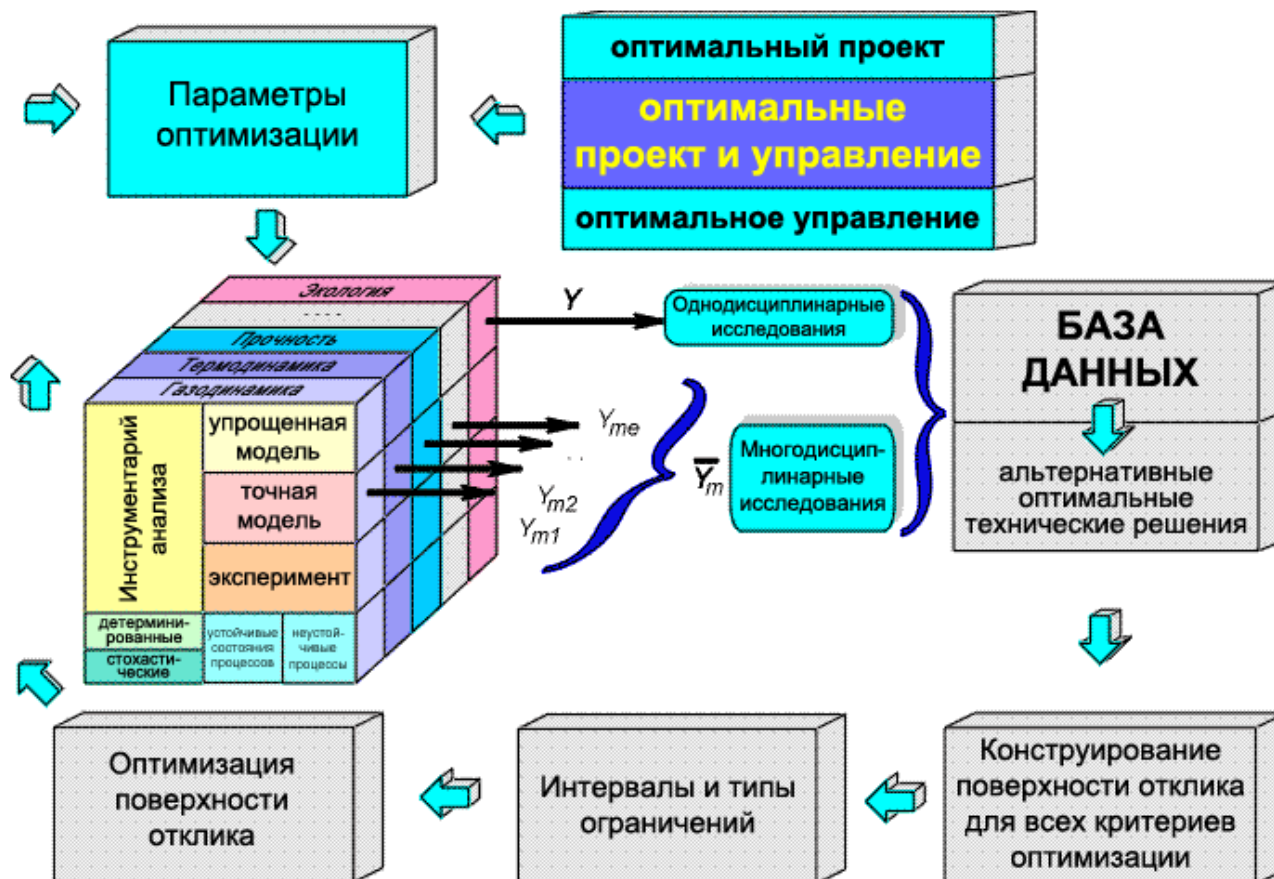 Параметры
оптимизации
оптимальный проект
оптимальные
проект и управление
оптимальное управление
Экология
....
Прочность
Термодинамика
Газодинамика
Инструментарий
анализа
упрощенная
модель
точная
модель
эксперимент
детермини-
рованные
стохасти-
ческие
устойчивые
состояния
процессов
неустой-
чивые
процессы
Y
Yme
..
Ym2
Ym1
Однодисциплинарные
исследования
Y̅m
Многодисцип-
линарные
исследования
БАЗА
ДАННЫХ
альтернативные
оптимальные
технические решения
Оптимизация
поверхности
отклика
Интервалы и типы
ограничений
Конструирование
поверхности отклика
для всех критериев
оптимизации